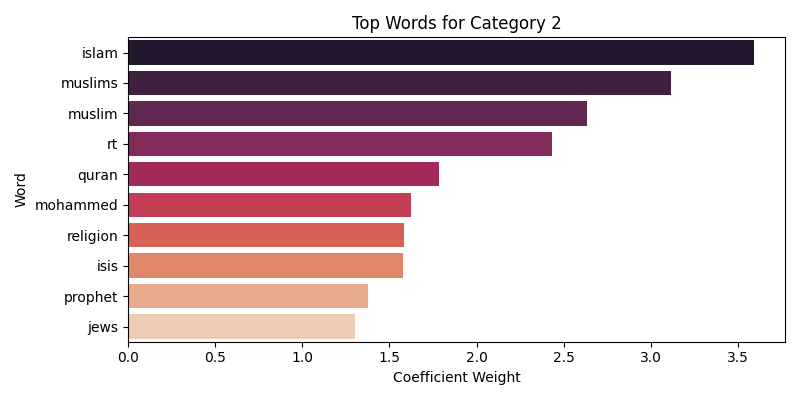 Top Words for Category 2
islam
muslims
muslim
rt
quran
mohammed
religion
isis
prophet
jews
Word
0.0 0.5 1.0 1.5 2.0 2.5 3.0 3.5
Coefficient Weight